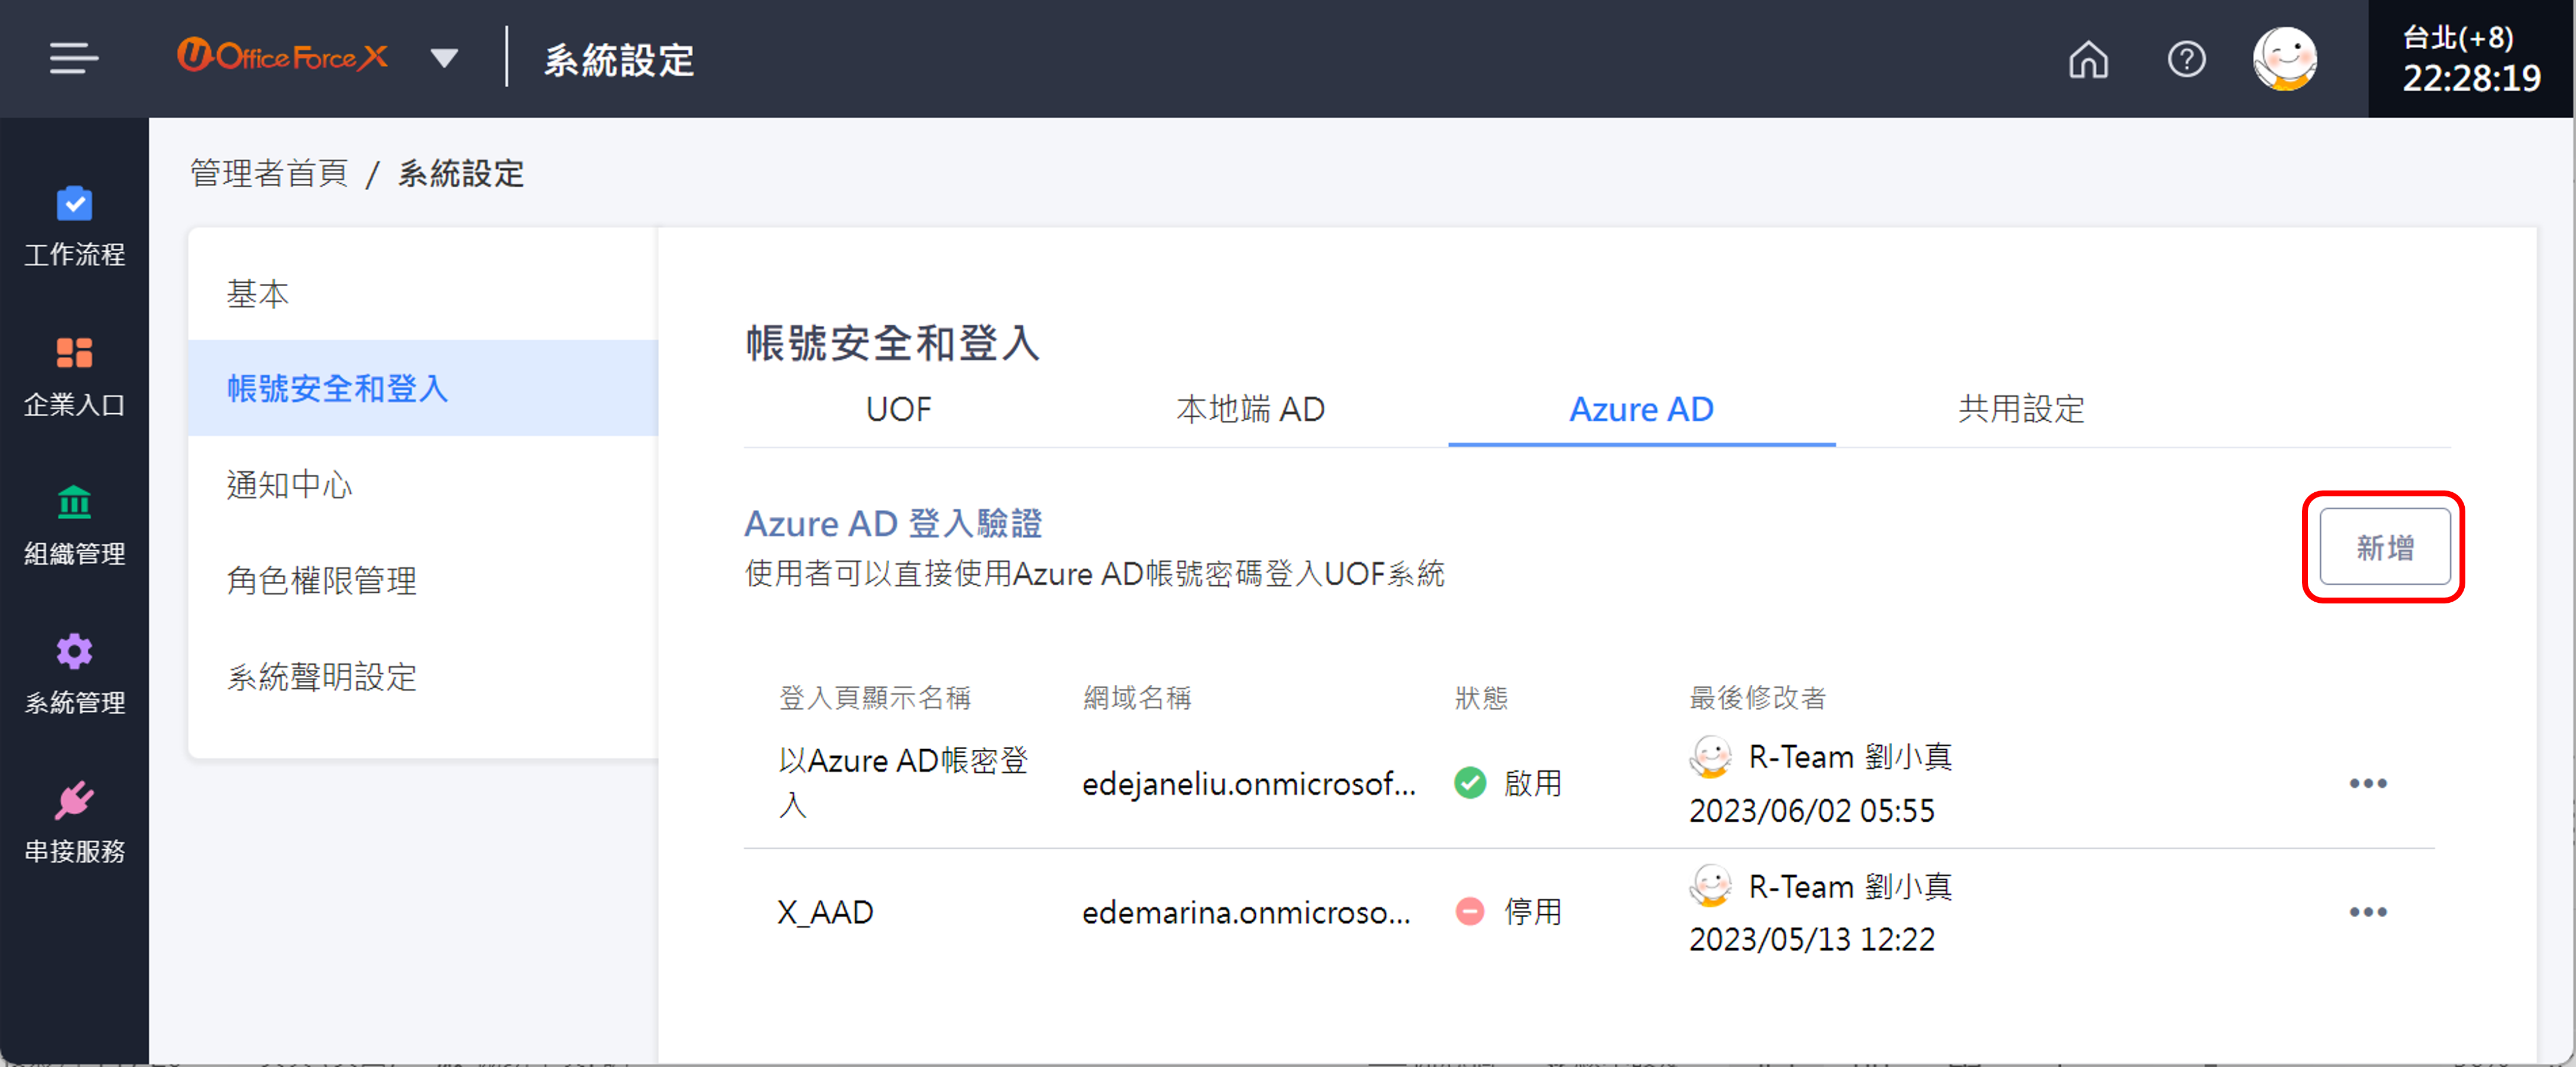 U-Office Force X
系統設定
台北(+8)
22:28:19
工作流程
企業入口
組織管理
系統管理
串接服務
管理者首頁 / 系統設定
基本
帳號安全和登入
通知中心
角色權限管理
系統聲明設定
帳號安全和登入
UOF 本地端 AD Azure AD 共用設定
Azure AD 登入驗證
使用者可以直接使用Azure AD帳號密碼登入UOF系統
新增
登入頁顯示名稱 網域名稱 狀態 最後修改者
以Azure AD帳密登
入
edejaneliu.onmicrosof... 啟用
R-Team 劉小真
2023/06/02 05:55
X_AAD edemarina.onmicroso... 停用
R-Team 劉小真
2023/05/13 12:22